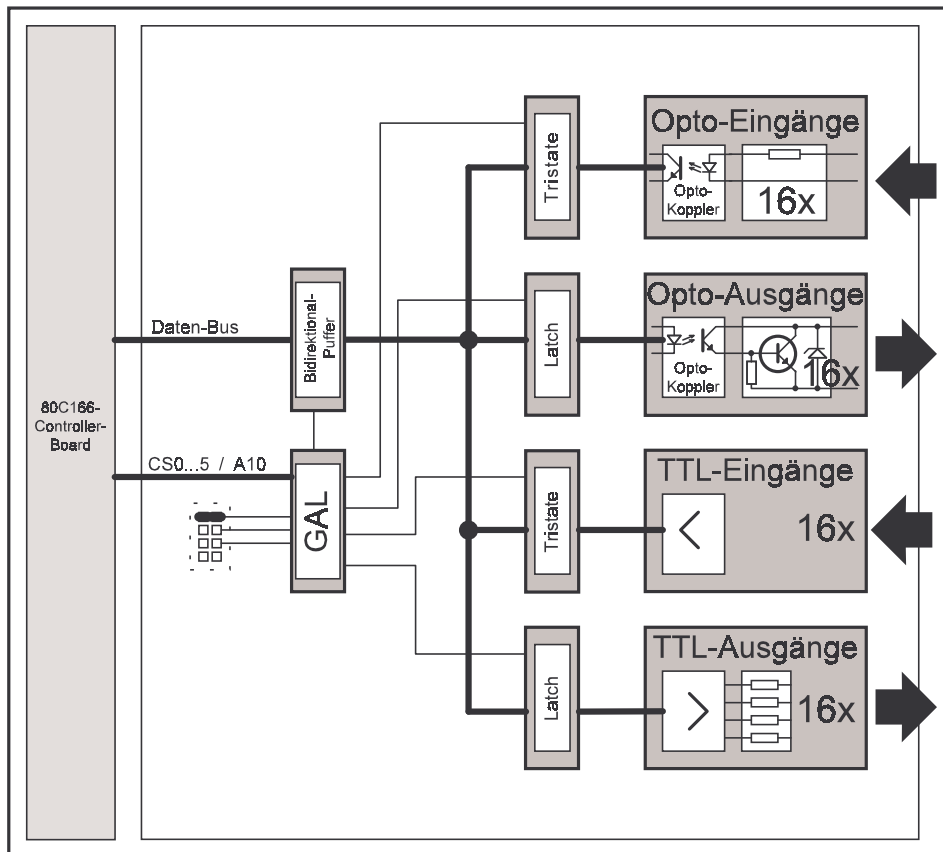 80C166-
Controller-
Board
Daten-Bus
CS0...5 / A10
Bidirektional-
Puffer
GAL
Tristate
Opto-Eingänge
Opto-
Koppler
16x
Latch
Opto-Ausgänge
Opto-
Koppler
16x
Tristate
TTL-Eingänge
16x
Latch
TTL-Ausgänge
16x